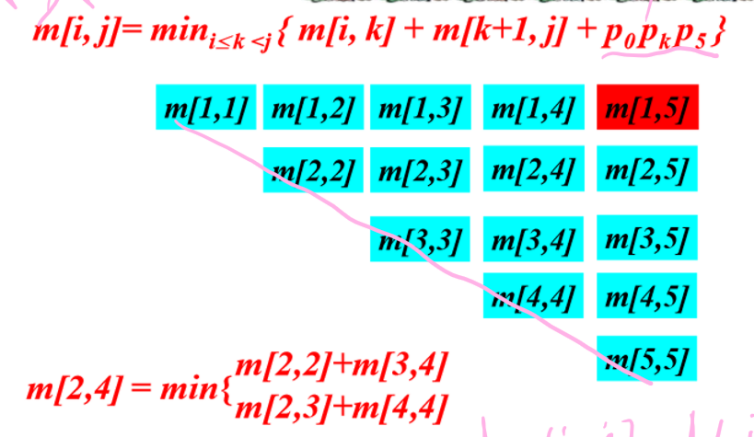 m[i,j]= min_{i≤k<j}{ m[i, k] + m[k+1,j] + p_0p_kp_5}
m[1,1] m[1,2] m[1,3] m[1,4] m[1,5]
m[2,2] m[2,3] m[2,4] m[2,5]
m[3,3] m[3,4] m[3,5]
m[4,4] m[4,5]
m[5,5]
m[2,4] = min{
m[2,2]+m[3,4]
m[2,3]+m[4,4]